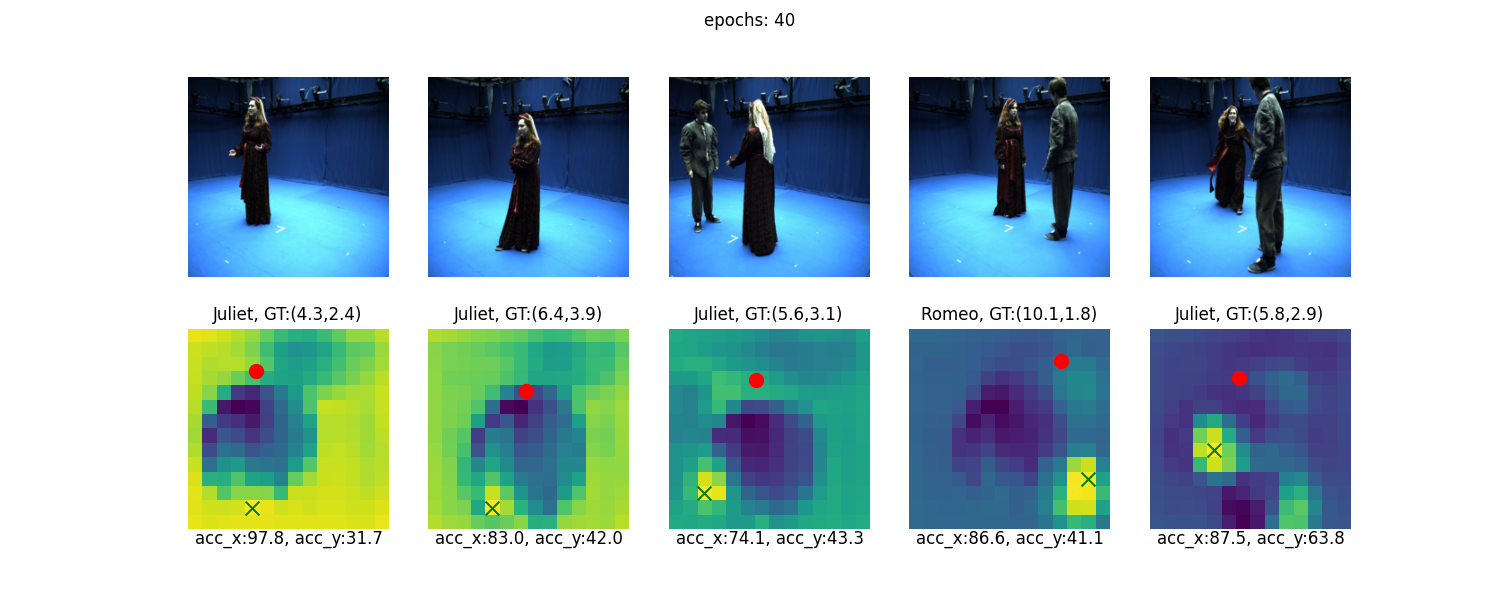 epochs: 40
Juliet, GT:(4.3,2.4)
Juliet, GT:(6.4,3.9)
Juliet, GT:(5.6,3.1)
Romeo, GT:(10.1,1.8)
Juliet, GT:(5.8,2.9)
acc_x:97.8, acc_y:31.7
acc_x:83.0, acc_y:42.0
acc_x:74.1, acc_y:43.3
acc_x:86.6, acc_y:41.1
acc_x:87.5, acc_y:63.8